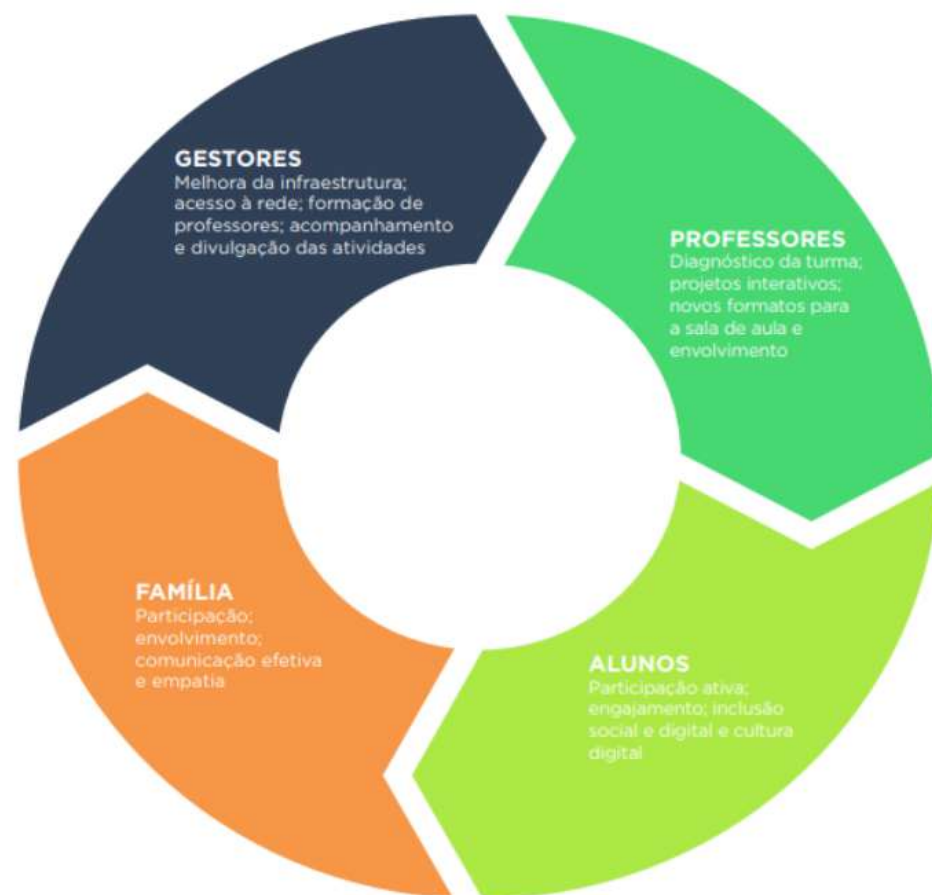 GESTORES
Melhora da infraestrutura;
acesso à rede; formação de
professores; acompanhamento
e divulgação das atividades
PROFESSORES
Diagnóstico da turma;
projetos interativos;
novos formatos para
a sala de aula e
envolvimento
ALUNOS
Participação ativa;
engajamento; inclusão
social e digital e cultura
digital
FAMÍLIA
Participação;
envolvimento;
comunicação efetiva
e empatia